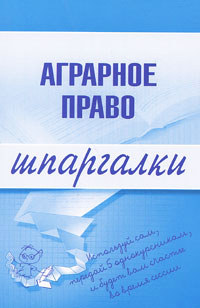 АГРАРНОЕ
ПРАВО
шпаргалки
Используй сам,
передай 5 однокурсникам,
и будет вам счастье
во время сессии